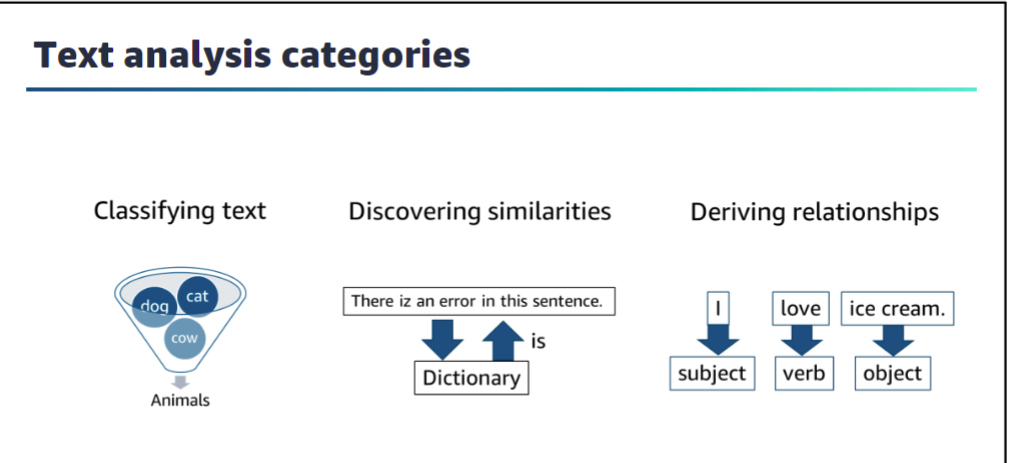 Text analysis categories
Classifying text
dog
cat
cow
Animals
Discovering similarities
There iz an error in this sentence.
is
Dictionary
Deriving relationships
I love ice cream.
subject verb object